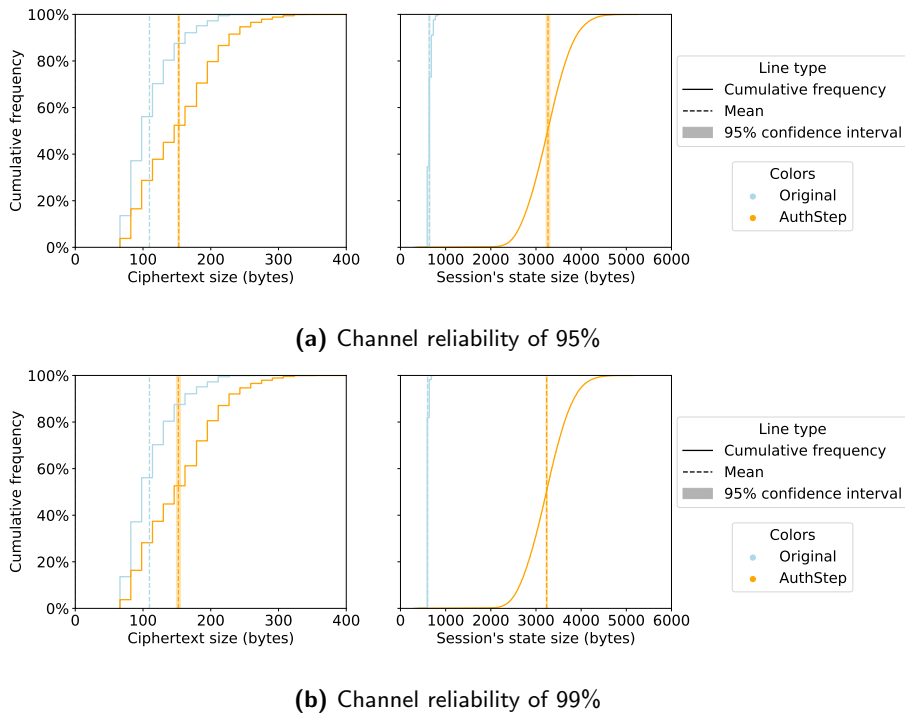 100%
80%
60%
40%
20%
0%
Cumulative frequency
0 100 200 300 400
Ciphertext size (bytes)
0 1000 2000 3000 4000 5000 6000
Session's state size (bytes)
Line type
Cumulative frequency
Mean
95% confidence interval
Colors
Original
AuthStep
(a) Channel reliability of 95%
100%
80%
60%
40%
20%
0%
Cumulative frequency
0 100 200 300 400
Ciphertext size (bytes)
0 1000 2000 3000 4000 5000 6000
Session's state size (bytes)
Line type
Cumulative frequency
Mean
95% confidence interval
Colors
Original
AuthStep
(b) Channel reliability of 99%